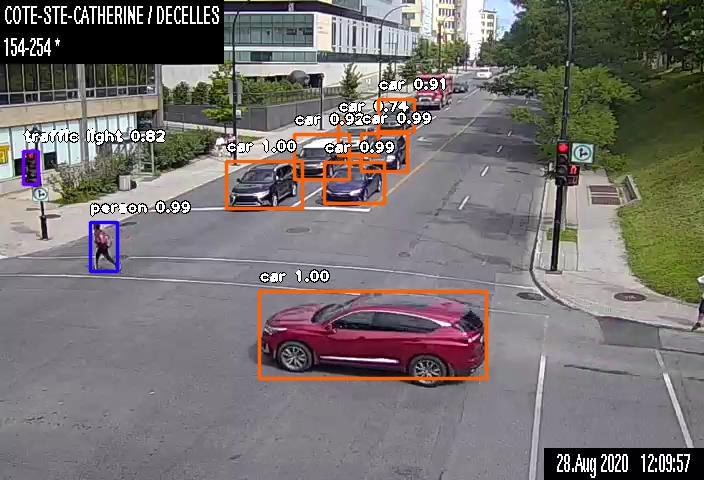 COTE-STE-CATHERINE / DECELLES
154-254 *
car 0.91
car 0.74
car 0.92
car 0.99
traffic light 0.82
car 1.00
car 0.99
person 0.99
car 1.00
28.Aug 2020 12:09:57